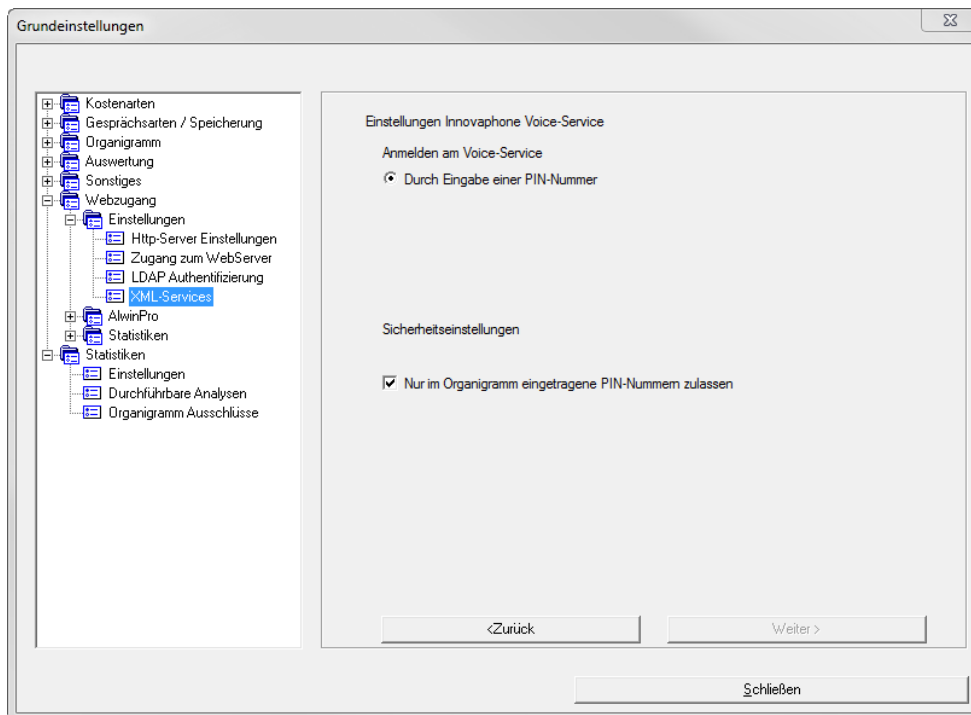 Grundeinstellungen
Kostenarten
Gesprächsarten / Speicherung
Organigramm
Auswertung
Sonstiges
Webzugang
Einstellungen
Http-Server Einstellungen
Zugang zum WebServer
LDAP Authentifizierung
XML-Services
AlwinPro
Statistiken
Statistiken
Einstellungen
Durchführbare Analysen
Organigramm Ausschlüsse
Einstellungen Innovaphone Voice-Service
Anmelden am Voice-Service
Durch Eingabe einer PIN-Nummer
Sicherheitseinstellungen
Nur im Organigramm eingetragene PIN-Nummern zulassen
<Zurück
Weiter >
Schließen